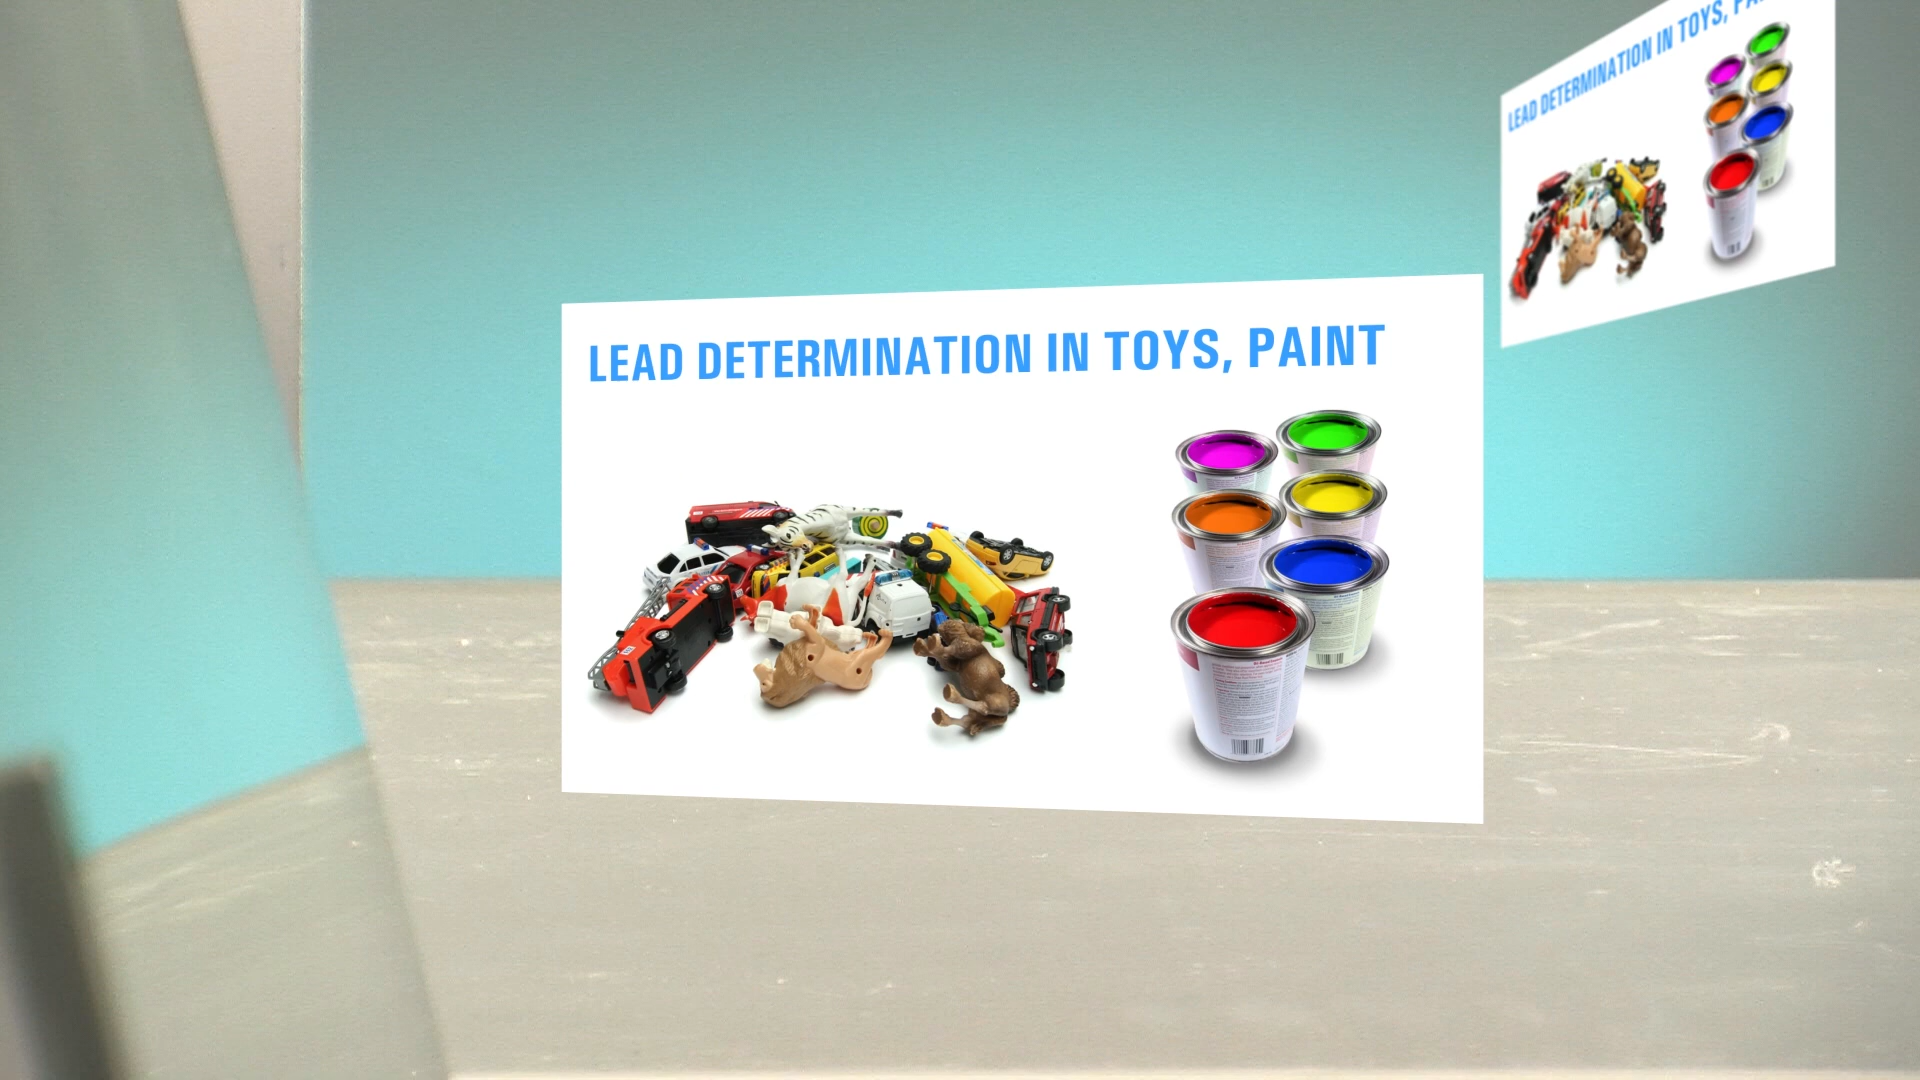 LEAD DETERMINATION IN TOYS, PAINT
LEAD DETERMINATION IN TOYS,